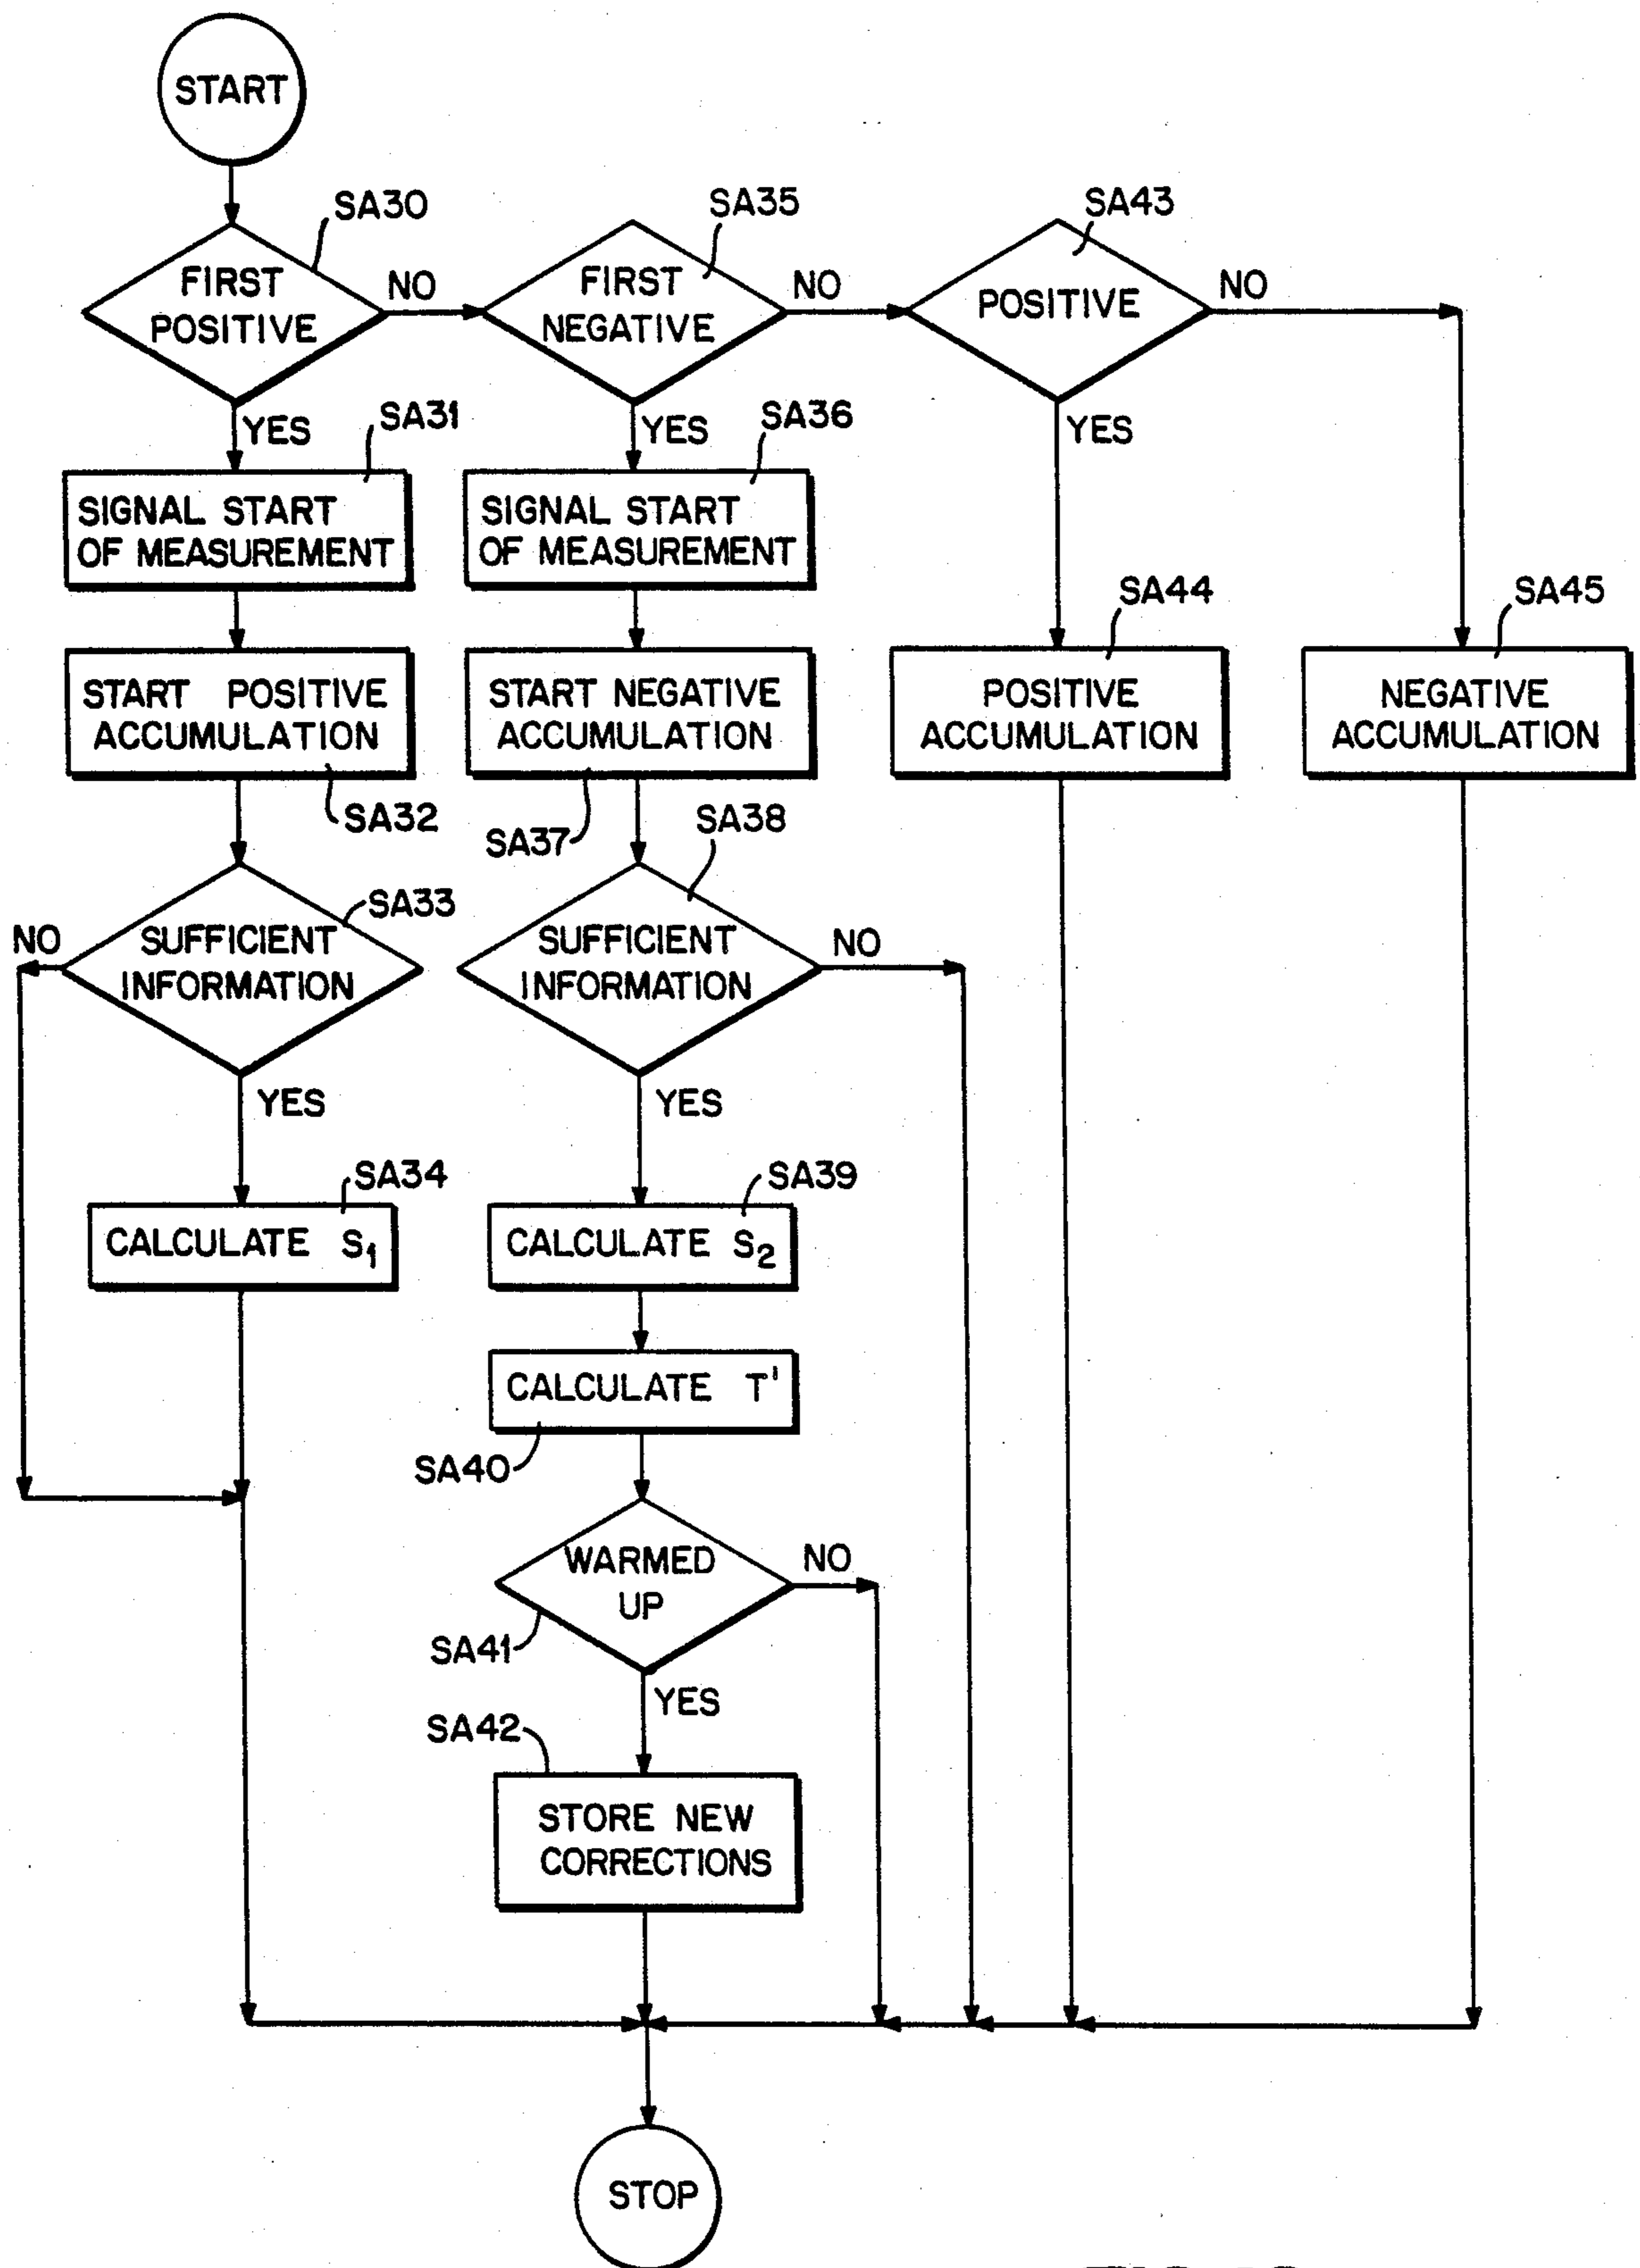 START
SA30
SA35
SA43
FIRST
POSITIVE
NO
FIRST
NEGATIVE
NO
POSITIVE
NO
YES
SA31
YES
SA36
YES
SIGNAL START
OF MEASUREMENT
SIGNAL START
OF MEASUREMENT
SA44
SA45
START POSITIVE
ACCUMULATION
START NEGATIVE
ACCUMULATION
POSITIVE
ACCUMULATION
NEGATIVE
ACCUMULATION
SA32
SA37
SA38
SA33
NO
SUFFICIENT
INFORMATION
SUFFICIENT
INFORMATION
NO
YES
YES
SA34
SA39
CALCULATE S₁
CALCULATE S₂
CALCULATE T'
SA40
WARMED
UP
NO
SA41
YES
SA42
STORE NEW
CORRECTIONS
STOP